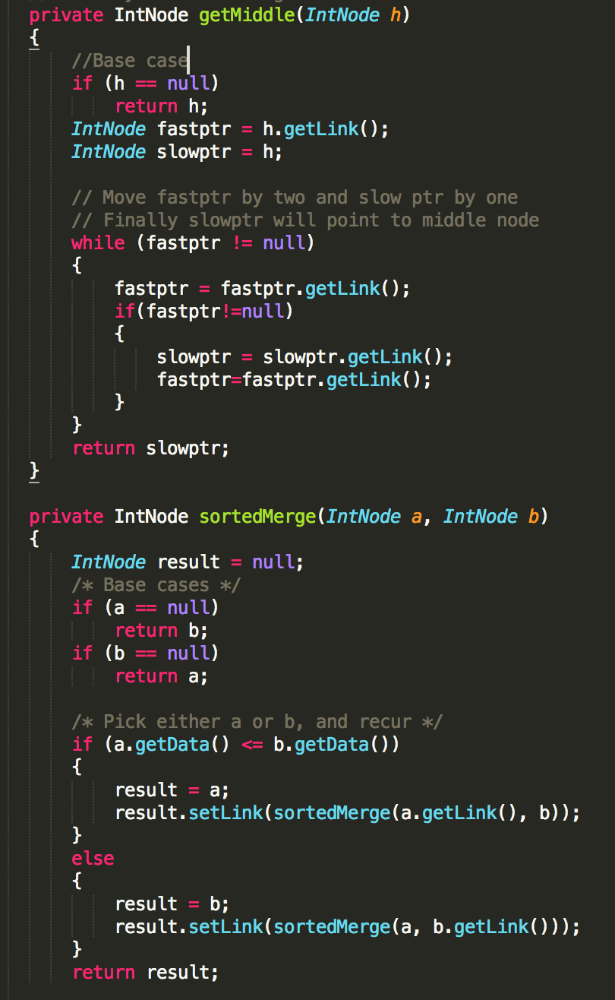 private IntNode getMiddle(IntNode h)
{
//Base case
if (h == null)
return h;
IntNode fastptr = h.getLink();
IntNode slowptr = h;
// Move fastptr by two and slow ptr by one
// Finally slowptr will point to middle node
while (fastptr != null)
{
fastptr = fastptr.getLink();
if(fastptr!=null)
{
slowptr = slowptr.getLink();
fastptr=fastptr.getLink();
}
}
return slowptr;
}
private IntNode sortedMerge(IntNode a, IntNode b)
{
IntNode result = null;
/* Base cases */
if (a == null)
return b;
if (b == null)
return a;
/* Pick either a or b, and recur */
if (a.getData() <= b.getData())
{
result = a;
result.setLink(sortedMerge(a.getLink(), b));
}
else
{
result = b;
result.setLink(sortedMerge(a, b.getLink()));
}
return result;